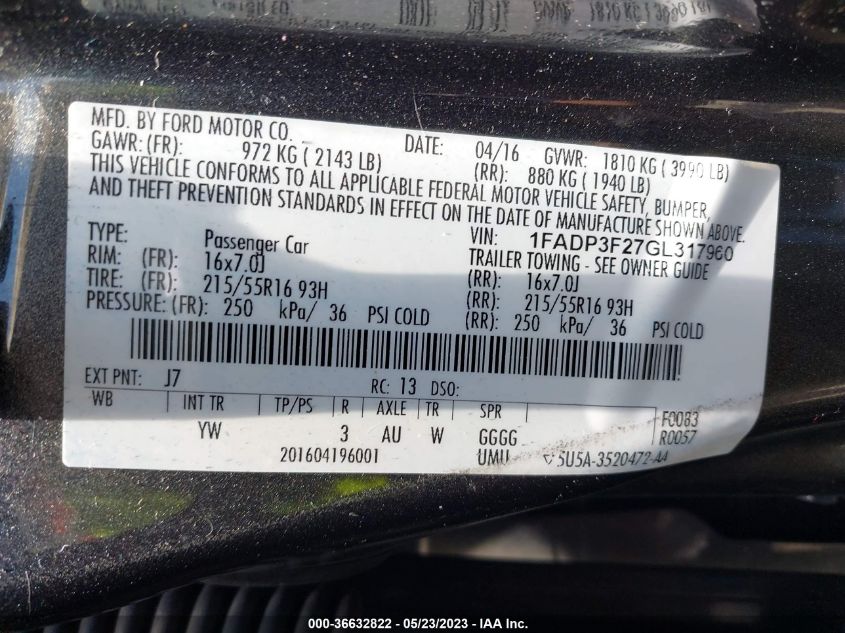 MFD. BY FORD MOTOR CO.
DATE: 04/16 GVWR: 1810 KG ( 3990 LB)
GAWR: (FR): 972 KG ( 2143 LB) (RR): 880 KG ( 1940 LB)
THIS VEHICLE CONFORMS TO ALL APPLICABLE FEDERAL MOTOR VEHICLE SAFETY, BUMPER,
AND THEFT PREVENTION STANDARDS IN EFFECT ON THE DATE OF MANUFACTURE SHOWN ABOVE.
VIN: 1FADP3F27GL317960
TYPE: Passenger Car TRAILER TOWING - SEE OWNER GUIDE
RIM: (FR): 16x7.0J (RR): 16x7.0J
TIRE: (FR): 215/55R16 93H (RR): 215/55R16 93H
PRESSURE: (FR): 250 kPa/ 36 PSI COLD (RR): 250 kPa/ 36 PSI COLD
EXT PNT: J7 RC: 13 DSO:
WB INT TR TP/PS R AXLE TR SPR F0083
YW 3 AU W GGGG R0057
201604196001 UMU 5U5A-3520472-AA
000-36632822 - 05/23/2023 - IAA Inc.